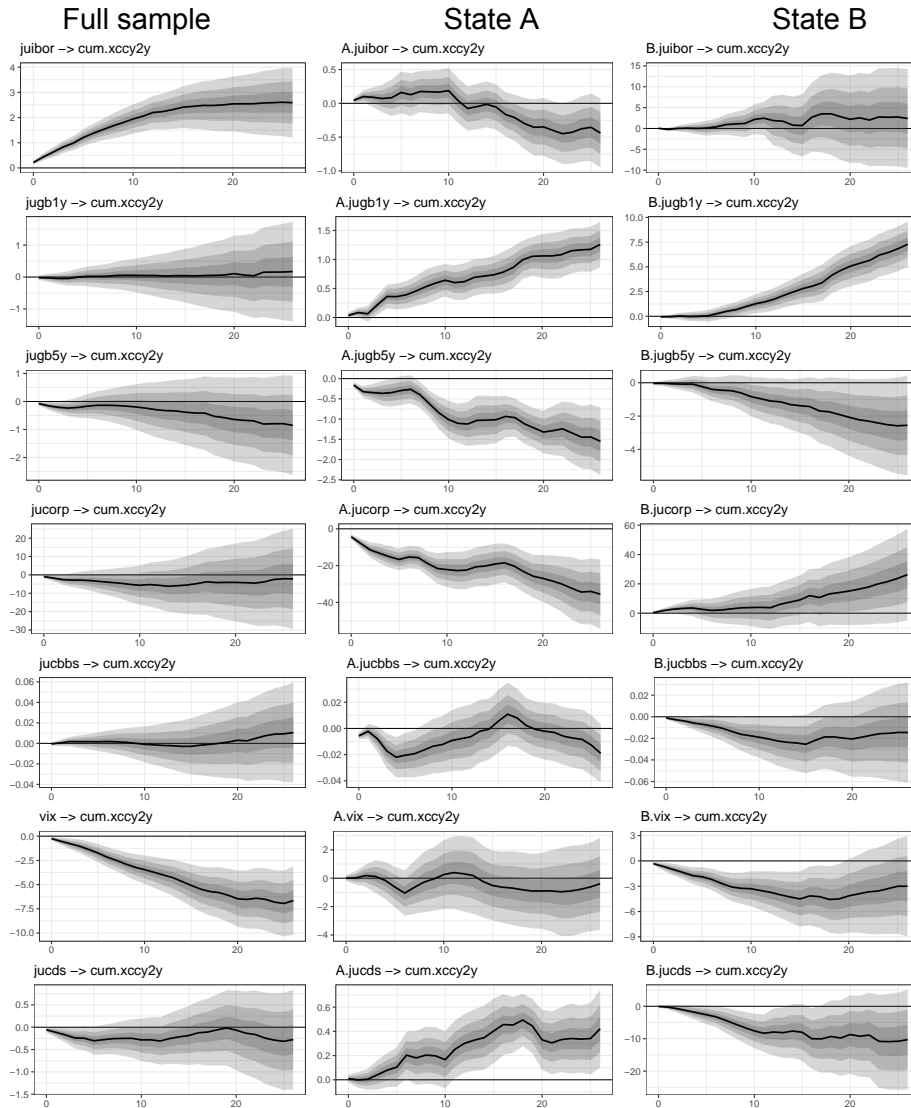 Full sample State A State B
juibor −> cum.xccy2y A.juibor −> cum.xccy2y B.juibor −> cum.xccy2y
4 0.5 15
3 10
2 0.0 5
1 −0.5 0
−5
0 −1.0 −10
0 10 20 0 10 20 0 10 20
jugb1y −> cum.xccy2y A.jugb1y −> cum.xccy2y B.jugb1y −> cum.xccy2y
1.5 10.0
1 7.5
1.0
0 5.0
0.5 2.5
−1
0.0 0.0
0 10 20 0 10 20 0 10 20
jugb5y −> cum.xccy2y A.jugb5y −> cum.xccy2y B.jugb5y −> cum.xccy2y
1 0.0 0
0 −0.5
−1.0 −2
−1
−1.5
−2 −2.0 −4
−2.5
0 10 20 0 10 20 0 10 20
jucorp −> cum.xccy2y A.jucorp −> cum.xccy2y B.jucorp −> cum.xccy2y
20 0 60
10 40
0 −20
−10 20
−20 −40
−30 0
0 10 20 0 10 20 0 10 20
jucbbs −> cum.xccy2y A.jucbbs −> cum.xccy2y B.jucbbs −> cum.xccy2y
0.06
0.04 0.02 0.02
0.02 0.00 0.00
0.00 −0.02 −0.02
−0.02 −0.04
−0.04 −0.04 −0.06
0 10 20 0 10 20 0 10 20
vix −> cum.xccy2y A.vix −> cum.xccy2y B.vix −> cum.xccy2y
0.0 3
−2.5 2 0
−5.0 0 −3
−7.5 −2 −6
−10.0 −4 −9
0 10 20 0 10 20 0 10 20
jucds −> cum.xccy2y A.jucds −> cum.xccy2y B.jucds −> cum.xccy2y
0.5 0.6 0
0.0 0.4
−0.5 −10
0.2
−1.0 −20
−1.5 0.0
0 10 20 0 10 20 0 10 20